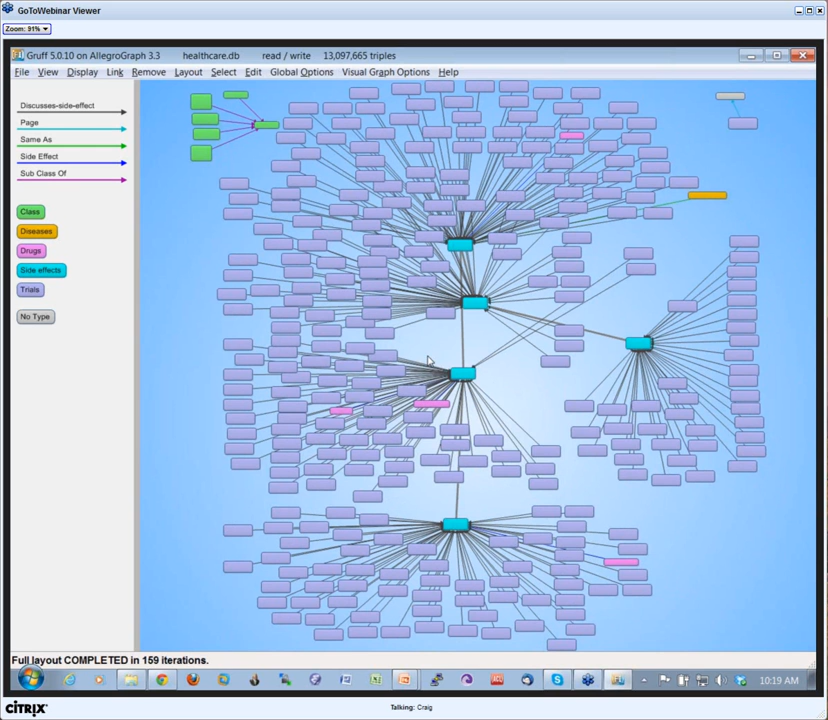 GoToWebinar Viewer
Zoom: 91%
Gruff 5.0.10 on AllegroGraph 3.3 healthcare.db read / write 13,097,665 triples
File View Display Link Remove Layout Select Edit Global Options Visual Graph Options Help
Discusses-side-effect
Page
Same As
Side Effect
Sub Class Of
Class
Diseases
Drugs
Side effects
Trials
No Type
Full layout COMPLETED in 159 iterations.
10:19 AM
CITRIX
Talking: Craig